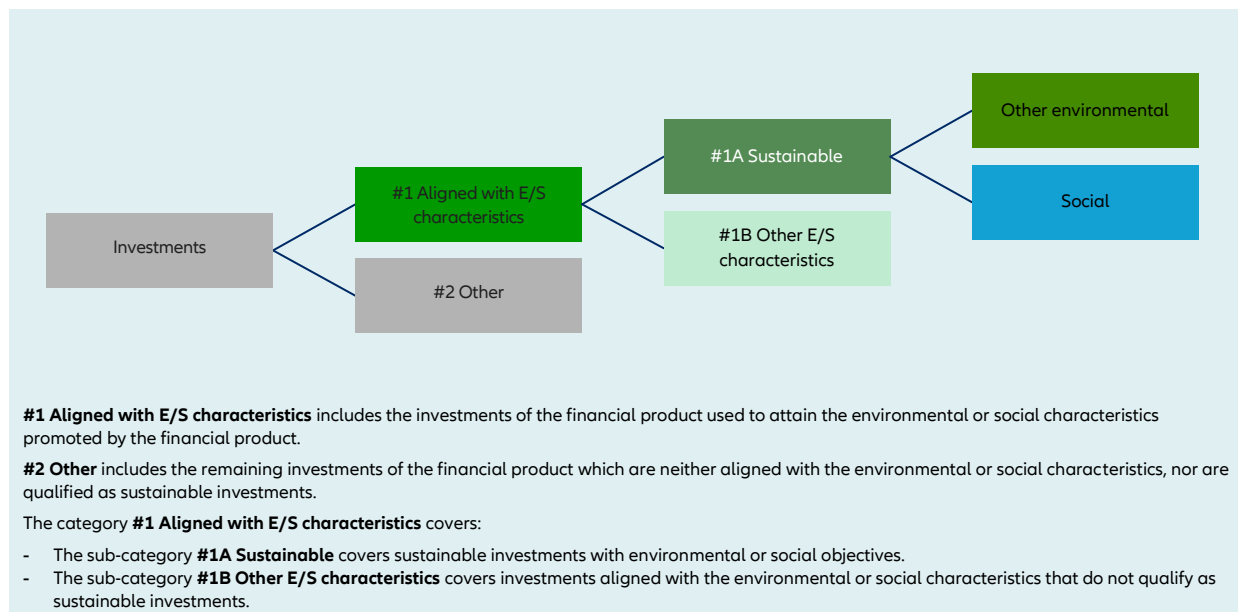 Other environmental
#1A Sustainable
#1 Aligned with E/S
characteristics
Social
Investments
#1B Other E/S
characteristics
#2 Other
#1 Aligned with E/S characteristics includes the investments of the financial product used to attain the environmental or social characteristics
promoted by the financial product.
#2 Other includes the remaining investments of the financial product which are neither aligned with the environmental or social characteristics, nor are
qualified as sustainable investments.
The category #1 Aligned with E/S characteristics covers:
- The sub-category #1A Sustainable covers sustainable investments with environmental or social objectives.
- The sub-category #1B Other E/S characteristics covers investments aligned with the environmental or social characteristics that do not qualify as
sustainable investments.